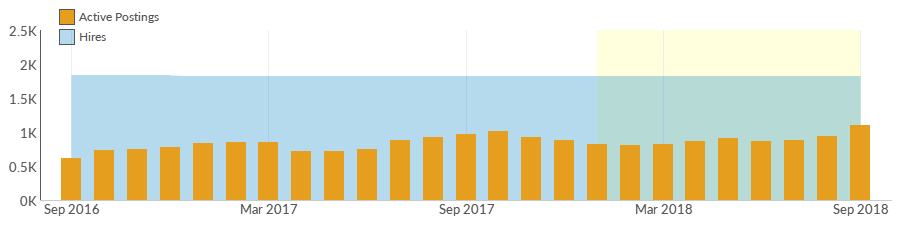 Active Postings
Hires
2.5K
2K
1.5K
1K
0.5K
0K
Sep 2016 Mar 2017 Sep 2017 Mar 2018 Sep 2018